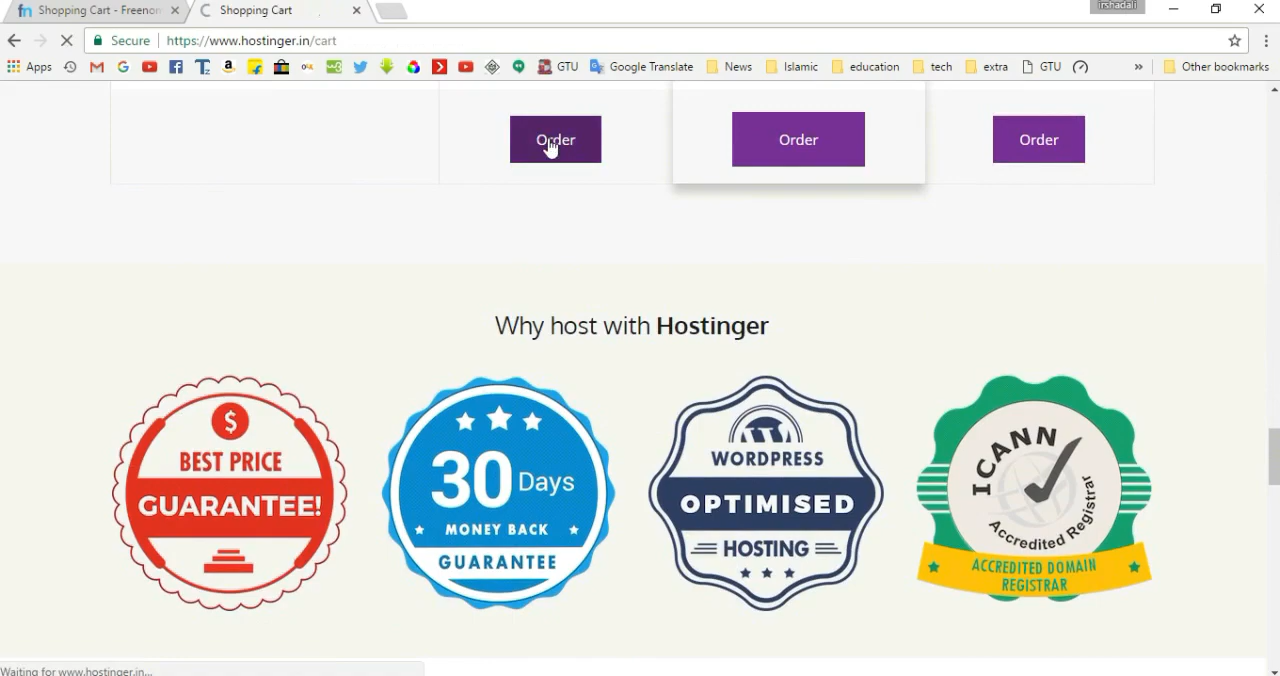 Shopping Cart - Freenom
Shopping Cart
irshadali
Secure
https://www.hostinger.in/cart
Apps
GTU
Google Translate
News
Islamic
education
tech
extra
GTU
»
Other bookmarks
Order
Order
Order
Why host with Hostinger
$
BEST PRICE
GUARANTEE!
30 Days
MONEY BACK
GUARANTEE
WORDPRESS
OPTIMISED
HOSTING
ICANN
Accredited Registrar
ACCREDITED DOMAIN
REGISTRAR
Waiting for www.hostinger.in...